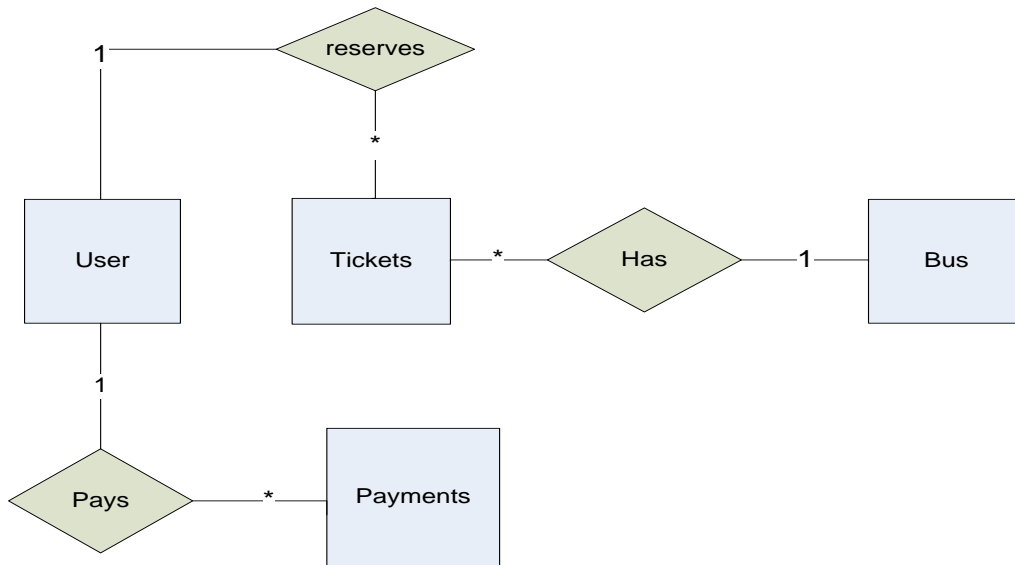 reserves
1
*
User
Tickets
*
Has
1
Bus
1
Pays
*
Payments